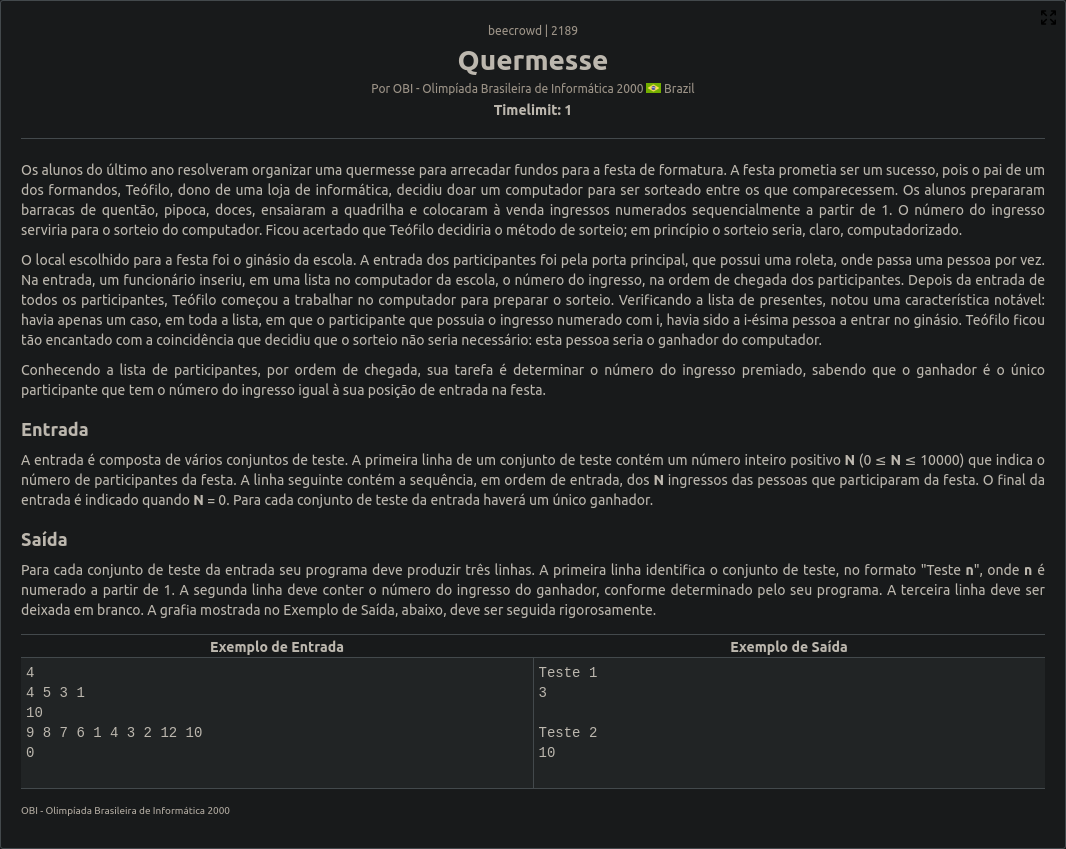 beecrowd | 2189
Quermesse
Por OBI - Olimpíada Brasileira de Informática 2000 Brazil
Timelimit: 1
Os alunos do último ano resolveram organizar uma quermesse para arrecadar fundos para a festa de formatura. A festa prometia ser um sucesso, pois o pai de um
dos formandos, Teófilo, dono de uma loja de informática, decidiu doar um computador para ser sorteado entre os que comparecessem. Os alunos prepararam
barracas de quentão, pipoca, doces, ensaiaram a quadrilha e colocaram à venda ingressos numerados sequencialmente a partir de 1. O número do ingresso
serviria para o sorteio do computador. Ficou acertado que Teófilo decidiria o método de sorteio; em princípio o sorteio seria, claro, computadorizado.
O local escolhido para a festa foi o ginásio da escola. A entrada dos participantes foi pela porta principal, que possui uma roleta, onde passa uma pessoa por vez.
Na entrada, um funcionário inseriu, em uma lista no computador da escola, o número do ingresso, na ordem de chegada dos participantes. Depois da entrada de
todos os participantes, Teófilo começou a trabalhar no computador para preparar o sorteio. Verificando a lista de presentes, notou uma característica notável:
havia apenas um caso, em toda a lista, em que o participante que possuia o ingresso numerado com i, havia sido a i-ésima pessoa a entrar no ginásio. Teófilo ficou
tão encantado com a coincidência que decidiu que o sorteio não seria necessário: esta pessoa seria o ganhador do computador.
Conhecendo a lista de participantes, por ordem de chegada, sua tarefa é determinar o número do ingresso premiado, sabendo que o ganhador é o único
participante que tem o número do ingresso igual à sua posição de entrada na festa.
Entrada
A entrada é composta de vários conjuntos de teste. A primeira linha de um conjunto de teste contém um número inteiro positivo N (0 ≤ N ≤ 10000) que indica o
número de participantes da festa. A linha seguinte contém a sequência, em ordem de entrada, dos N ingressos das pessoas que participaram da festa. O final da
entrada é indicado quando N = 0. Para cada conjunto de teste da entrada haverá um único ganhador.
Saída
Para cada conjunto de teste da entrada seu programa deve produzir três linhas. A primeira linha identifica o conjunto de teste, no formato "Teste n", onde n é
numerado a partir de 1. A segunda linha deve conter o número do ingresso do ganhador, conforme determinado pelo seu programa. A terceira linha deve ser
deixada em branco. A grafia mostrada no Exemplo de Saída, abaixo, deve ser seguida rigorosamente.
Exemplo de Entrada
4
4 5 3 1
10
9 8 7 6 1 4 3 2 12 10
0
Exemplo de Saída
Teste 1
3
Teste 2
10
OBI - Olimpíada Brasileira de Informática 2000